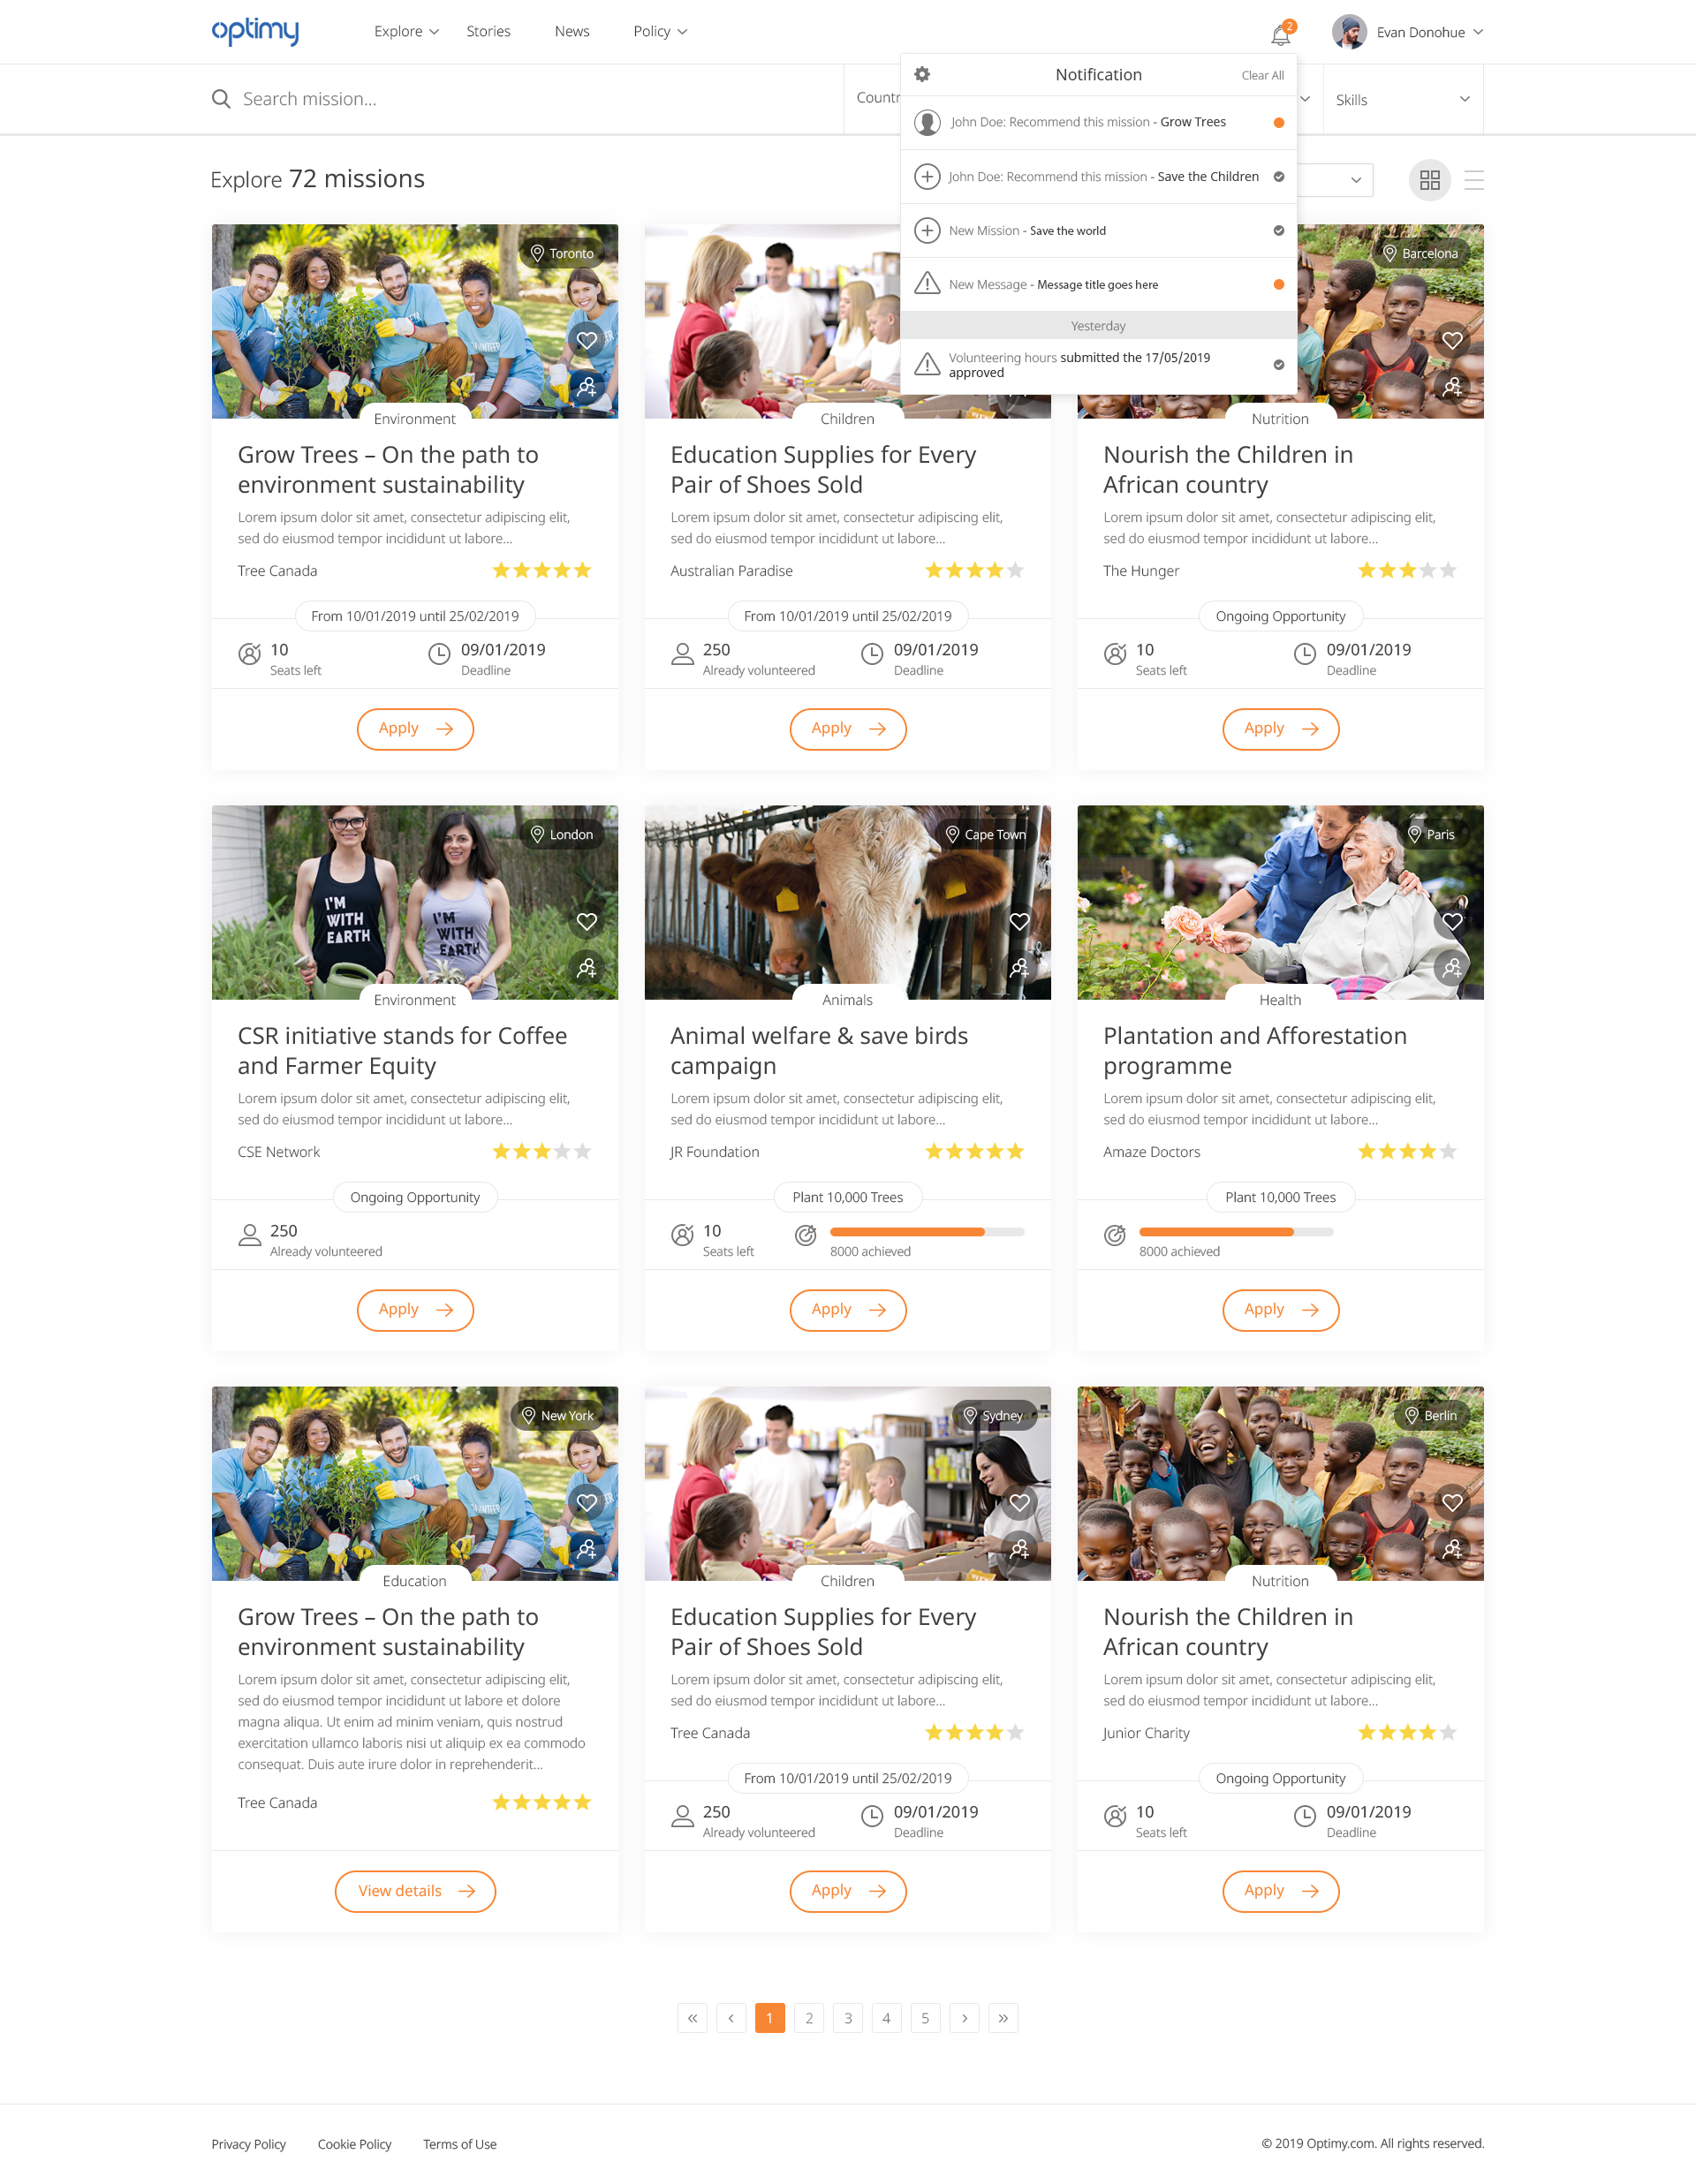 optimy
Explore
Stories
News
Policy
2
Evan Donohue
Search mission...
Countr
Skills
Notification
Clear All
John Doe: Recommend this mission - Grow Trees
John Doe: Recommend this mission - Save the Children
New Mission - Save the world
New Message - Message title goes here
Yesterday
Volunteering hours submitted the 17/05/2019
approved
Explore 72 missions
Toronto
Environment
Grow Trees – On the path to
environment sustainability
Lorem ipsum dolor sit amet, consectetur adipiscing elit,
sed do eiusmod tempor incididunt ut labore...
Tree Canada
From 10/01/2019 until 25/02/2019
10
Seats left
09/01/2019
Deadline
Apply
Children
Education Supplies for Every
Pair of Shoes Sold
Lorem ipsum dolor sit amet, consectetur adipiscing elit,
sed do eiusmod tempor incididunt ut labore...
Australian Paradise
From 10/01/2019 until 25/02/2019
250
Already volunteered
09/01/2019
Deadline
Apply
Barcelona
Nutrition
Nourish the Children in
African country
Lorem ipsum dolor sit amet, consectetur adipiscing elit,
sed do eiusmod tempor incididunt ut labore...
The Hunger
Ongoing Opportunity
10
Seats left
09/01/2019
Deadline
Apply
London
I'M
WITH
EARTH
I'M
WITH
EARTH
Environment
CSR initiative stands for Coffee
and Farmer Equity
Lorem ipsum dolor sit amet, consectetur adipiscing elit,
sed do eiusmod tempor incididunt ut labore...
CSE Network
Ongoing Opportunity
250
Already volunteered
Apply
Cape Town
Animals
Animal welfare & save birds
campaign
Lorem ipsum dolor sit amet, consectetur adipiscing elit,
sed do eiusmod tempor incididunt ut labore...
JR Foundation
Plant 10,000 Trees
10
Seats left
8000 achieved
Apply
Paris
Health
Plantation and Afforestation
programme
Lorem ipsum dolor sit amet, consectetur adipiscing elit,
sed do eiusmod tempor incididunt ut labore...
Amaze Doctors
Plant 10,000 Trees
8000 achieved
Apply
New York
Education
Grow Trees – On the path to
environment sustainability
Lorem ipsum dolor sit amet, consectetur adipiscing elit,
sed do eiusmod tempor incididunt ut labore et dolore
magna aliqua. Ut enim ad minim veniam, quis nostrud
exercitation ullamco laboris nisi ut aliquip ex ea commodo
consequat. Duis aute irure dolor in reprehenderit...
Tree Canada
View details
Sydney
Children
Education Supplies for Every
Pair of Shoes Sold
Lorem ipsum dolor sit amet, consectetur adipiscing elit,
sed do eiusmod tempor incididunt ut labore...
Tree Canada
From 10/01/2019 until 25/02/2019
250
Already volunteered
09/01/2019
Deadline
Apply
Berlin
Nutrition
Nourish the Children in
African country
Lorem ipsum dolor sit amet, consectetur adipiscing elit,
sed do eiusmod tempor incididunt ut labore...
Junior Charity
Ongoing Opportunity
10
Seats left
09/01/2019
Deadline
Apply
« ‹ 1 2 3 4 5 › »
Privacy Policy
Cookie Policy
Terms of Use
© 2019 Optimy.com. All rights reserved.